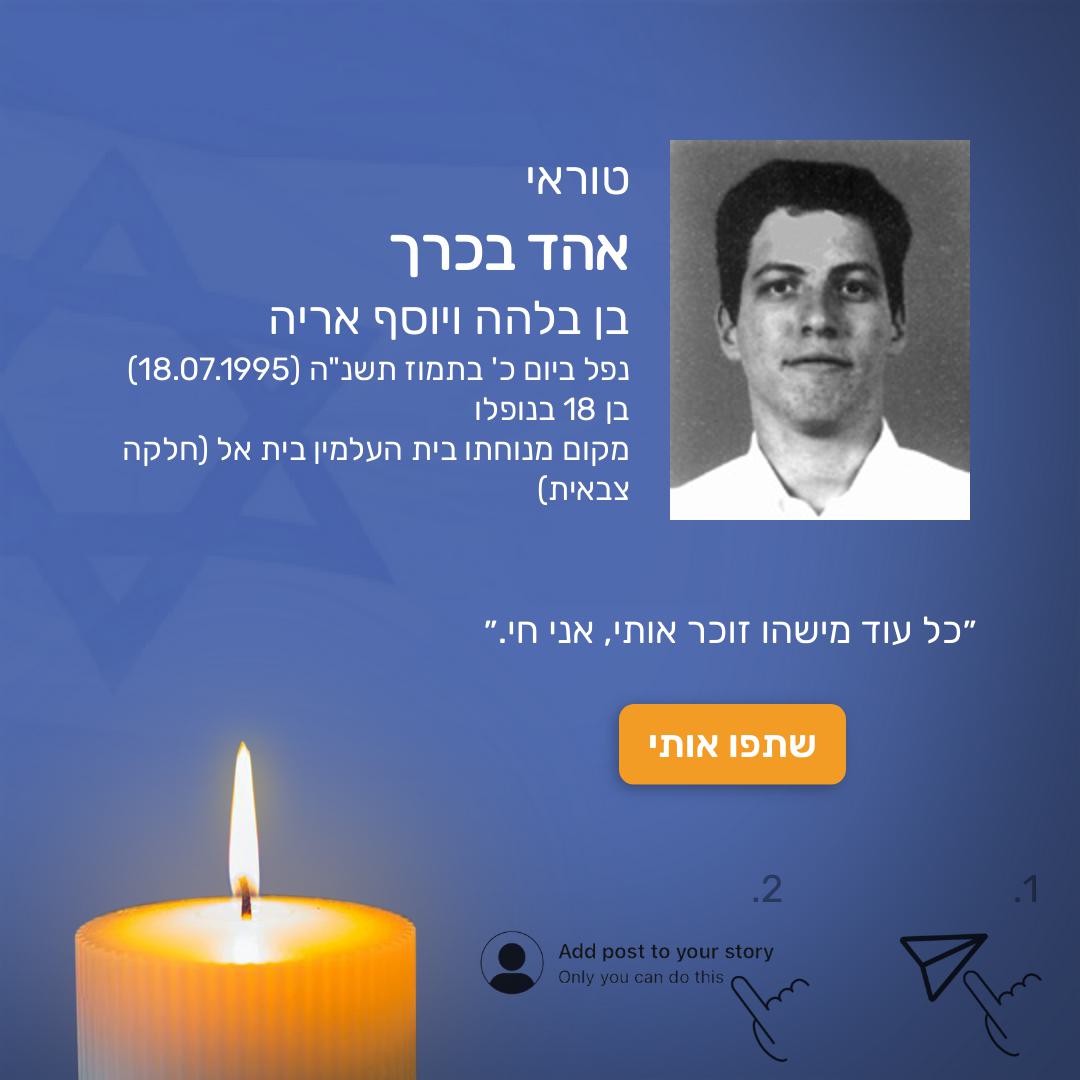 טוראי
אהד בכרך
בן בלהה ויוסף אריה
נפל ביום כ' בתמוז תשנ"ה (18.07.1995)
בן 18 בנופלו
מקום מנוחתו בית העלמין בית אל (חלקה
צבאית)
״כל עוד מישהו זוכר אותי, אני חי.״
שתפו אותי
.1
.2
Add post to your story
Only you can do this